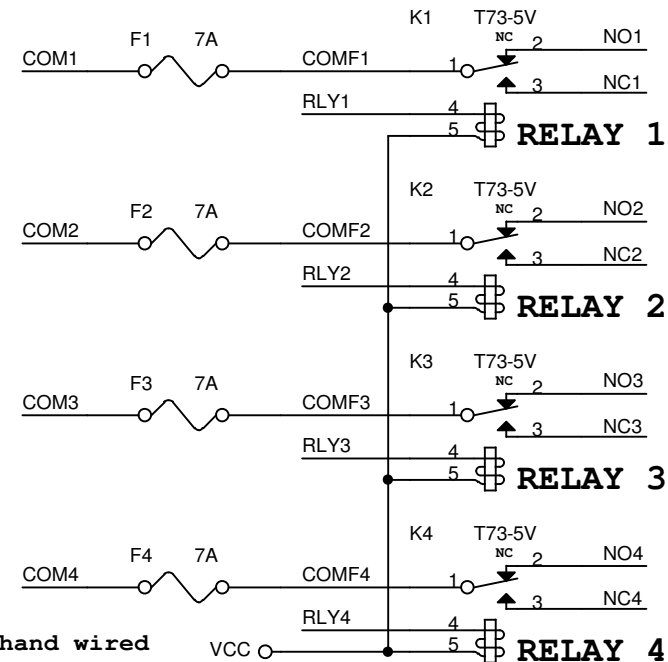 K1 T73-5V
F1 7A NC 2 NO1
COM1 COMF1 1
3 NC1
RLY1 4
5 RELAY 1
K2 T73-5V
F2 7A NC 2 NO2
COM2 COMF2 1
3 NC2
RLY2 4
5 RELAY 2
K3 T73-5V
F3 7A NC 2 NO3
COM3 COMF3 1
3 NC3
RLY3 4
5 RELAY 3
K4 T73-5V
F4 7A NC 2 NO4
COM4 COMF4 1
3 NC4
RLY4 4
hand wired VCC 5 RELAY 4